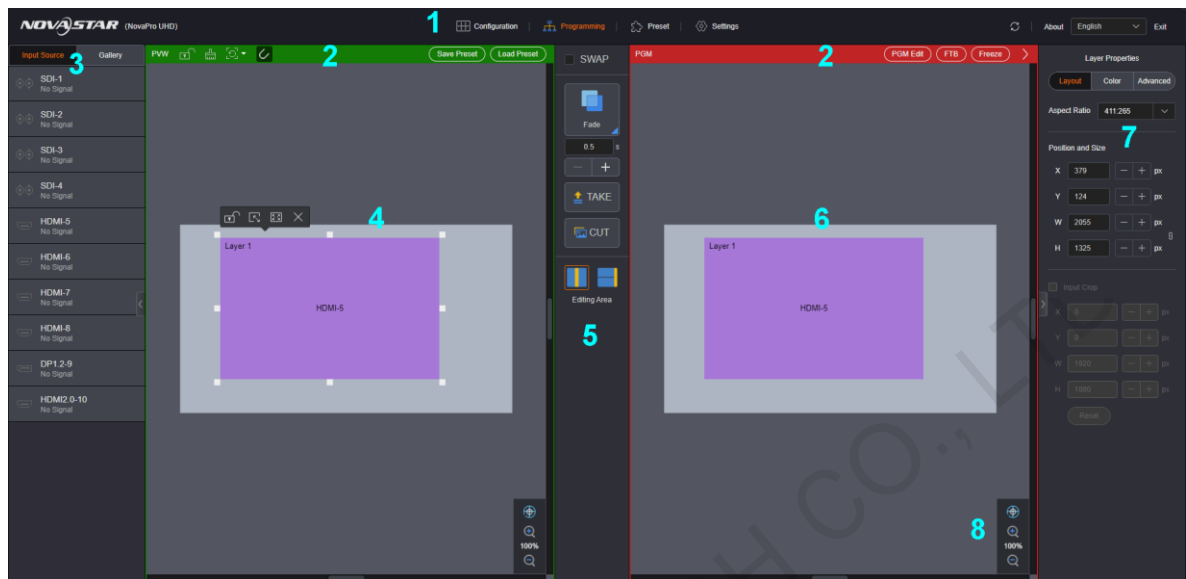 NOVASTAR (NovaPro UHD)
1
Configuration
Programming
Preset
Settings
About
English
Exit
Input Source
Gallery
3
SDI-1
No Signal
SDI-2
No Signal
SDI-3
No Signal
SDI-4
No Signal
HDMI-5
No Signal
HDMI-6
No Signal
HDMI-7
No Signal
HDMI-8
No Signal
DP1.2-9
No Signal
HDMI2.0-10
No Signal
PVW
2
Save Preset
Load Preset
4
Layer 1
HDMI-5
100%
SWAP
Fade
0.5 s
TAKE
CUT
Editing Area
5
PGM
2
PGM Edit
FTB
Freeze
6
Layer 1
HDMI-5
8
100%
Layer Properties
Layout
Color
Advanced
Aspect Ratio 411:265
7
Position and Size
X 379 px
Y 124 px
W 2055 px
H 1325 px
Input Crop
X 0 px
Y 0 px
W 1920 px
H 1080 px
Reset
H CO., LTD